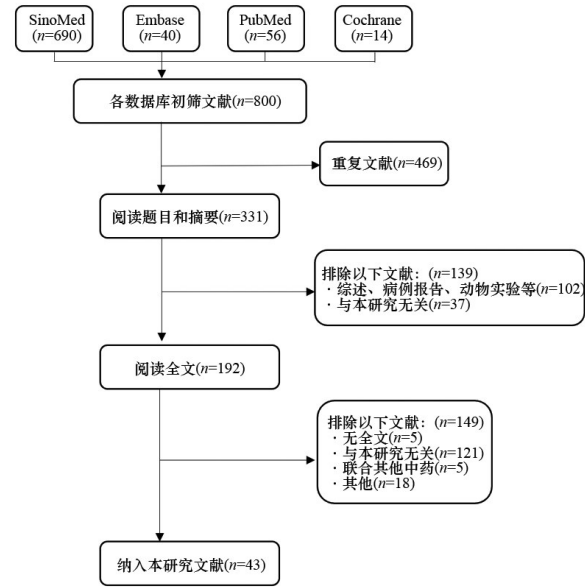 SinoMed
(n=690)
Embase
(n=40)
PubMed
(n=56)
Cochrane
(n=14)
各数据库初筛文献(n=800)
重复文献(n=469)
阅读题目和摘要(n=331)
排除以下文献：(n=139)
· 综述、病例报告、动物实验等(n=102)
· 与本研究无关(n=37)
阅读全文(n=192)
排除以下文献：(n=149)
· 无全文(n=5)
· 与本研究无关(n=121)
· 联合其他中药(n=5)
· 其他(n=18)
纳入本研究文献(n=43)